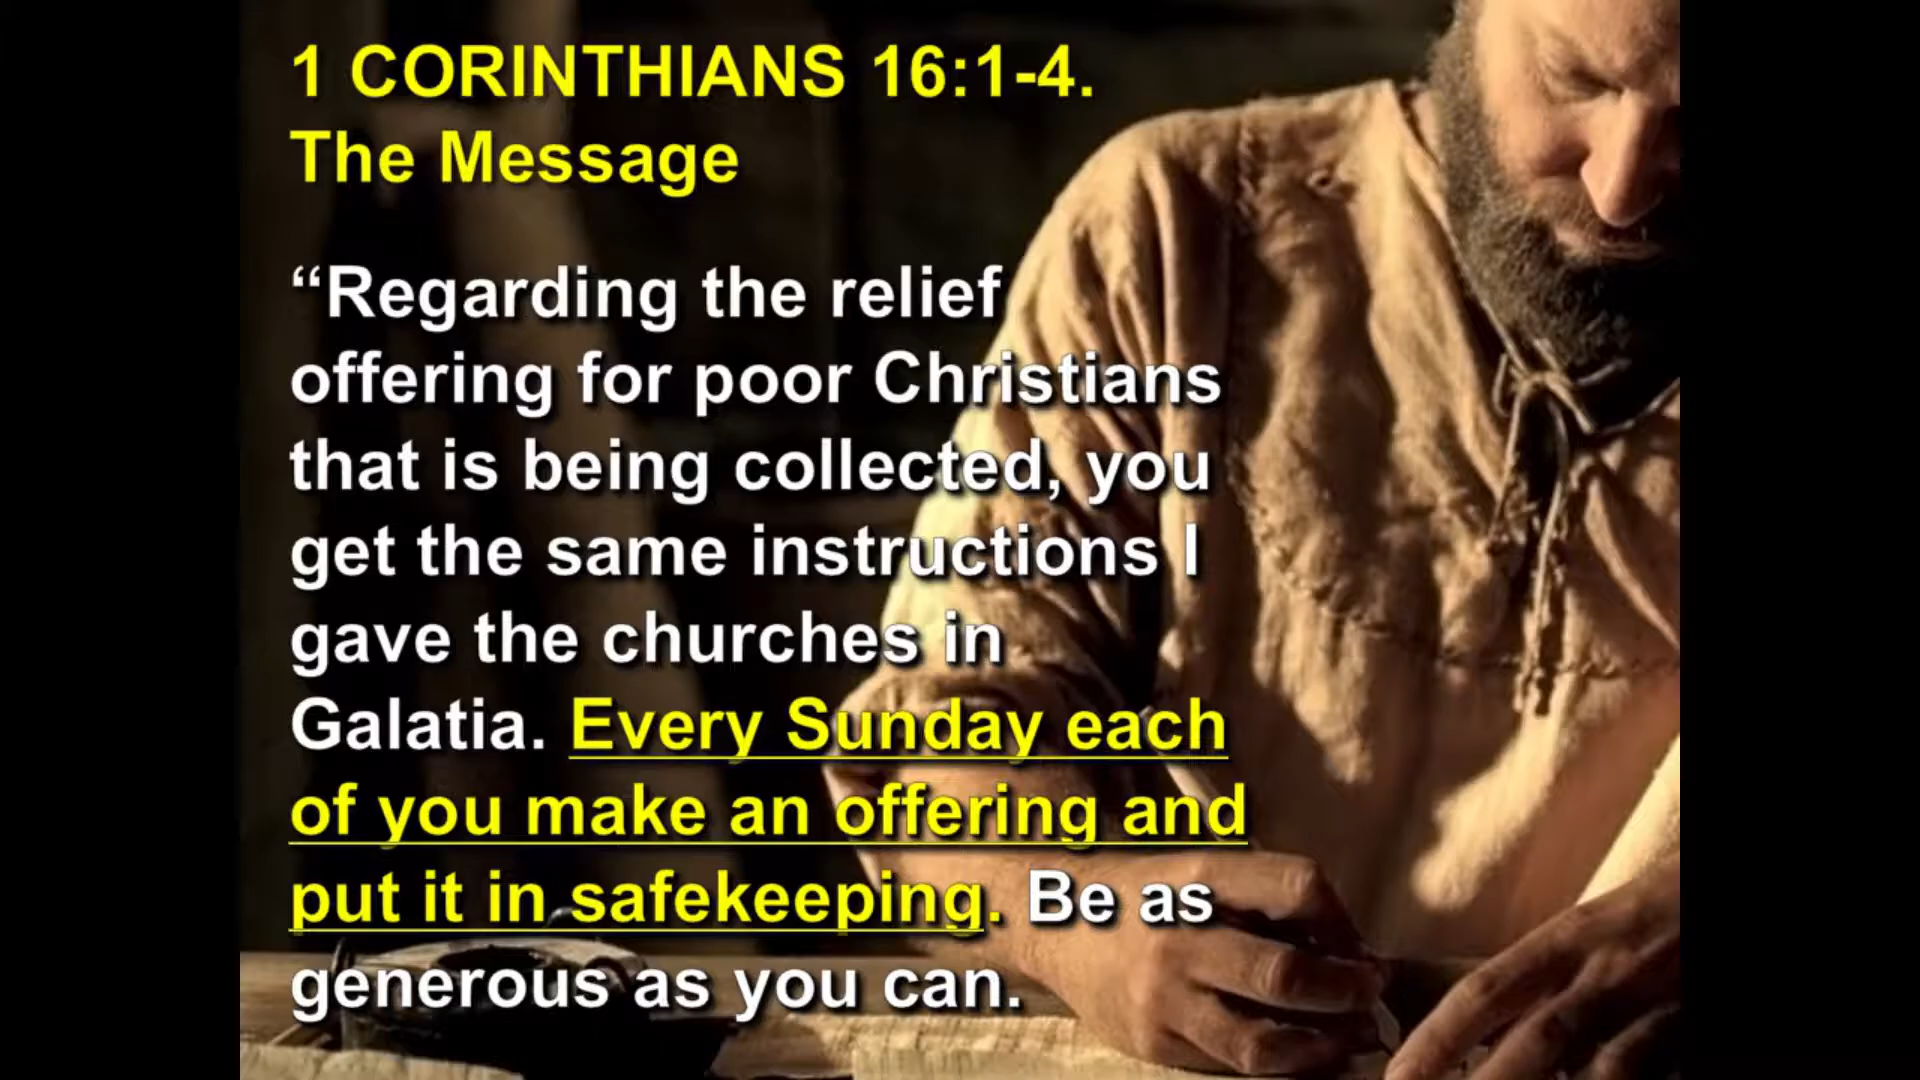 1 CORINTHIANS 16:1-4.
The Message
“Regarding the relief
offering for poor Christians
that is being collected, you
get the same instructions I
gave the churches in
Galatia. Every Sunday each
of you make an offering and
put it in safekeeping. Be as
generous as you can.